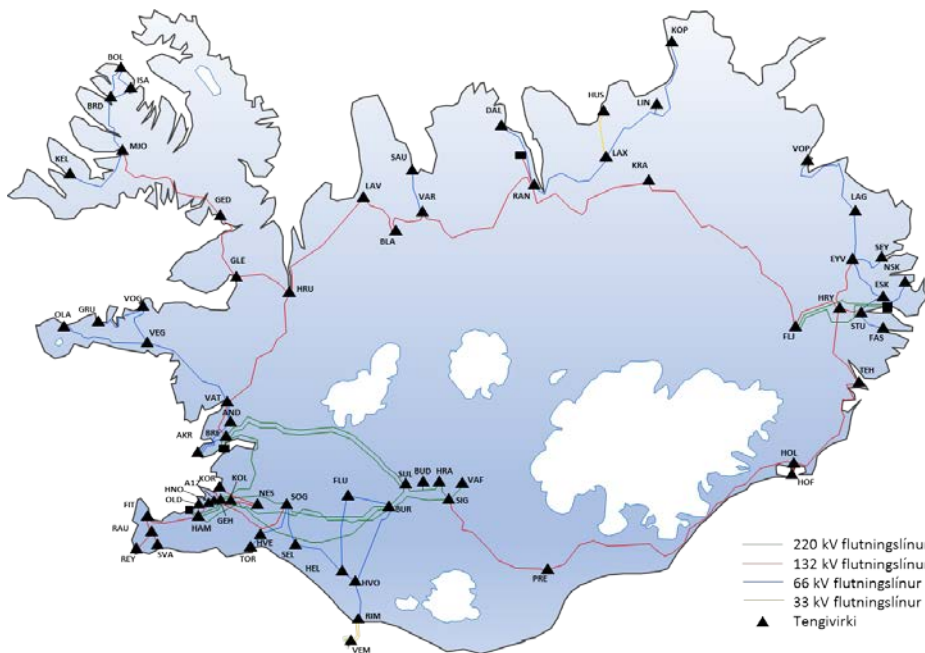 KOP
BOL
ISA
BRD
HUS
LIN
DAL
MJO
KEL
SAU
LAX
VOP
KRA
LAV
RAN
GED
VAR
LAG
BLA
SEY
EYV
NSK
GLE
ESK
HRU
HRY
VOG
OLA
GRU
STU
FLJ
FAS
VEG
TEH
VAT
AND
BRE
AKR
HOL
HOF
SUL
BUD
HRA
VAF
KOR
KOL
HNO
OLD
NES
SOG
FLU
SIG
BUR
FIT
GEH
HAM
RAU
HVE
REY
SVA
TOR
SEL
HEL
HVO
PRE
RIM
VEM
220 kV flutningslínur
132 kV flutningslínur
66 kV flutningslínur
33 kV flutningslínur
Tengivirki